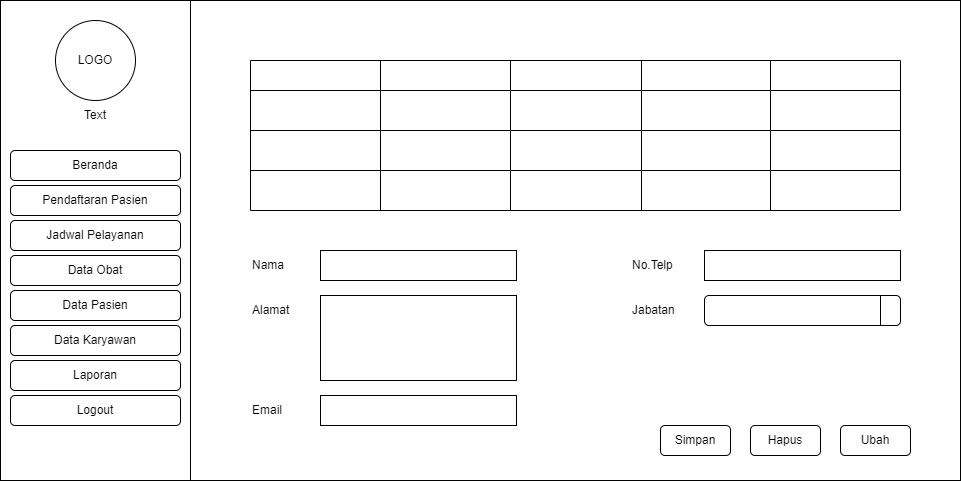 LOGO
Text
Beranda
Pendaftaran Pasien
Jadwal Pelayanan
Data Obat
Data Pasien
Data Karyawan
Laporan
Logout
Nama
No.Telp
Alamat
Jabatan
Email
Simpan
Hapus
Ubah